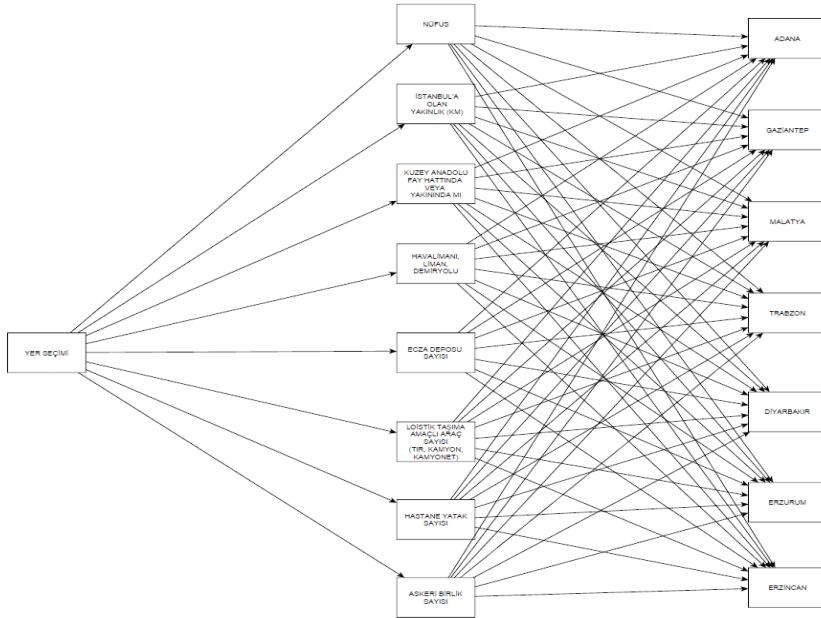 NÜFUS
ADANA
İSTANBUL'A
OLAN
YAKINLIK (KM)
GAZİANTEP
KUZEY ANADOLU
FAY HATTINDA
VEYA
YAKININDA MI
MALATYA
HAVALİMANI,
LİMAN,
DEMİRYOLU
TRABZON
YER SEÇİMİ
ECZA DEPOSU
SAYISI
DİYARBAKIR
LOİSTİK TAŞIMA
AMAÇLI ARAÇ
SAYISI
(TIR, KAMYON,
KAMYONET)
HASTANE YATAK
SAYISI
ERZURUM
ASKERİ BİRLİK
SAYISI
ERZİNCAN